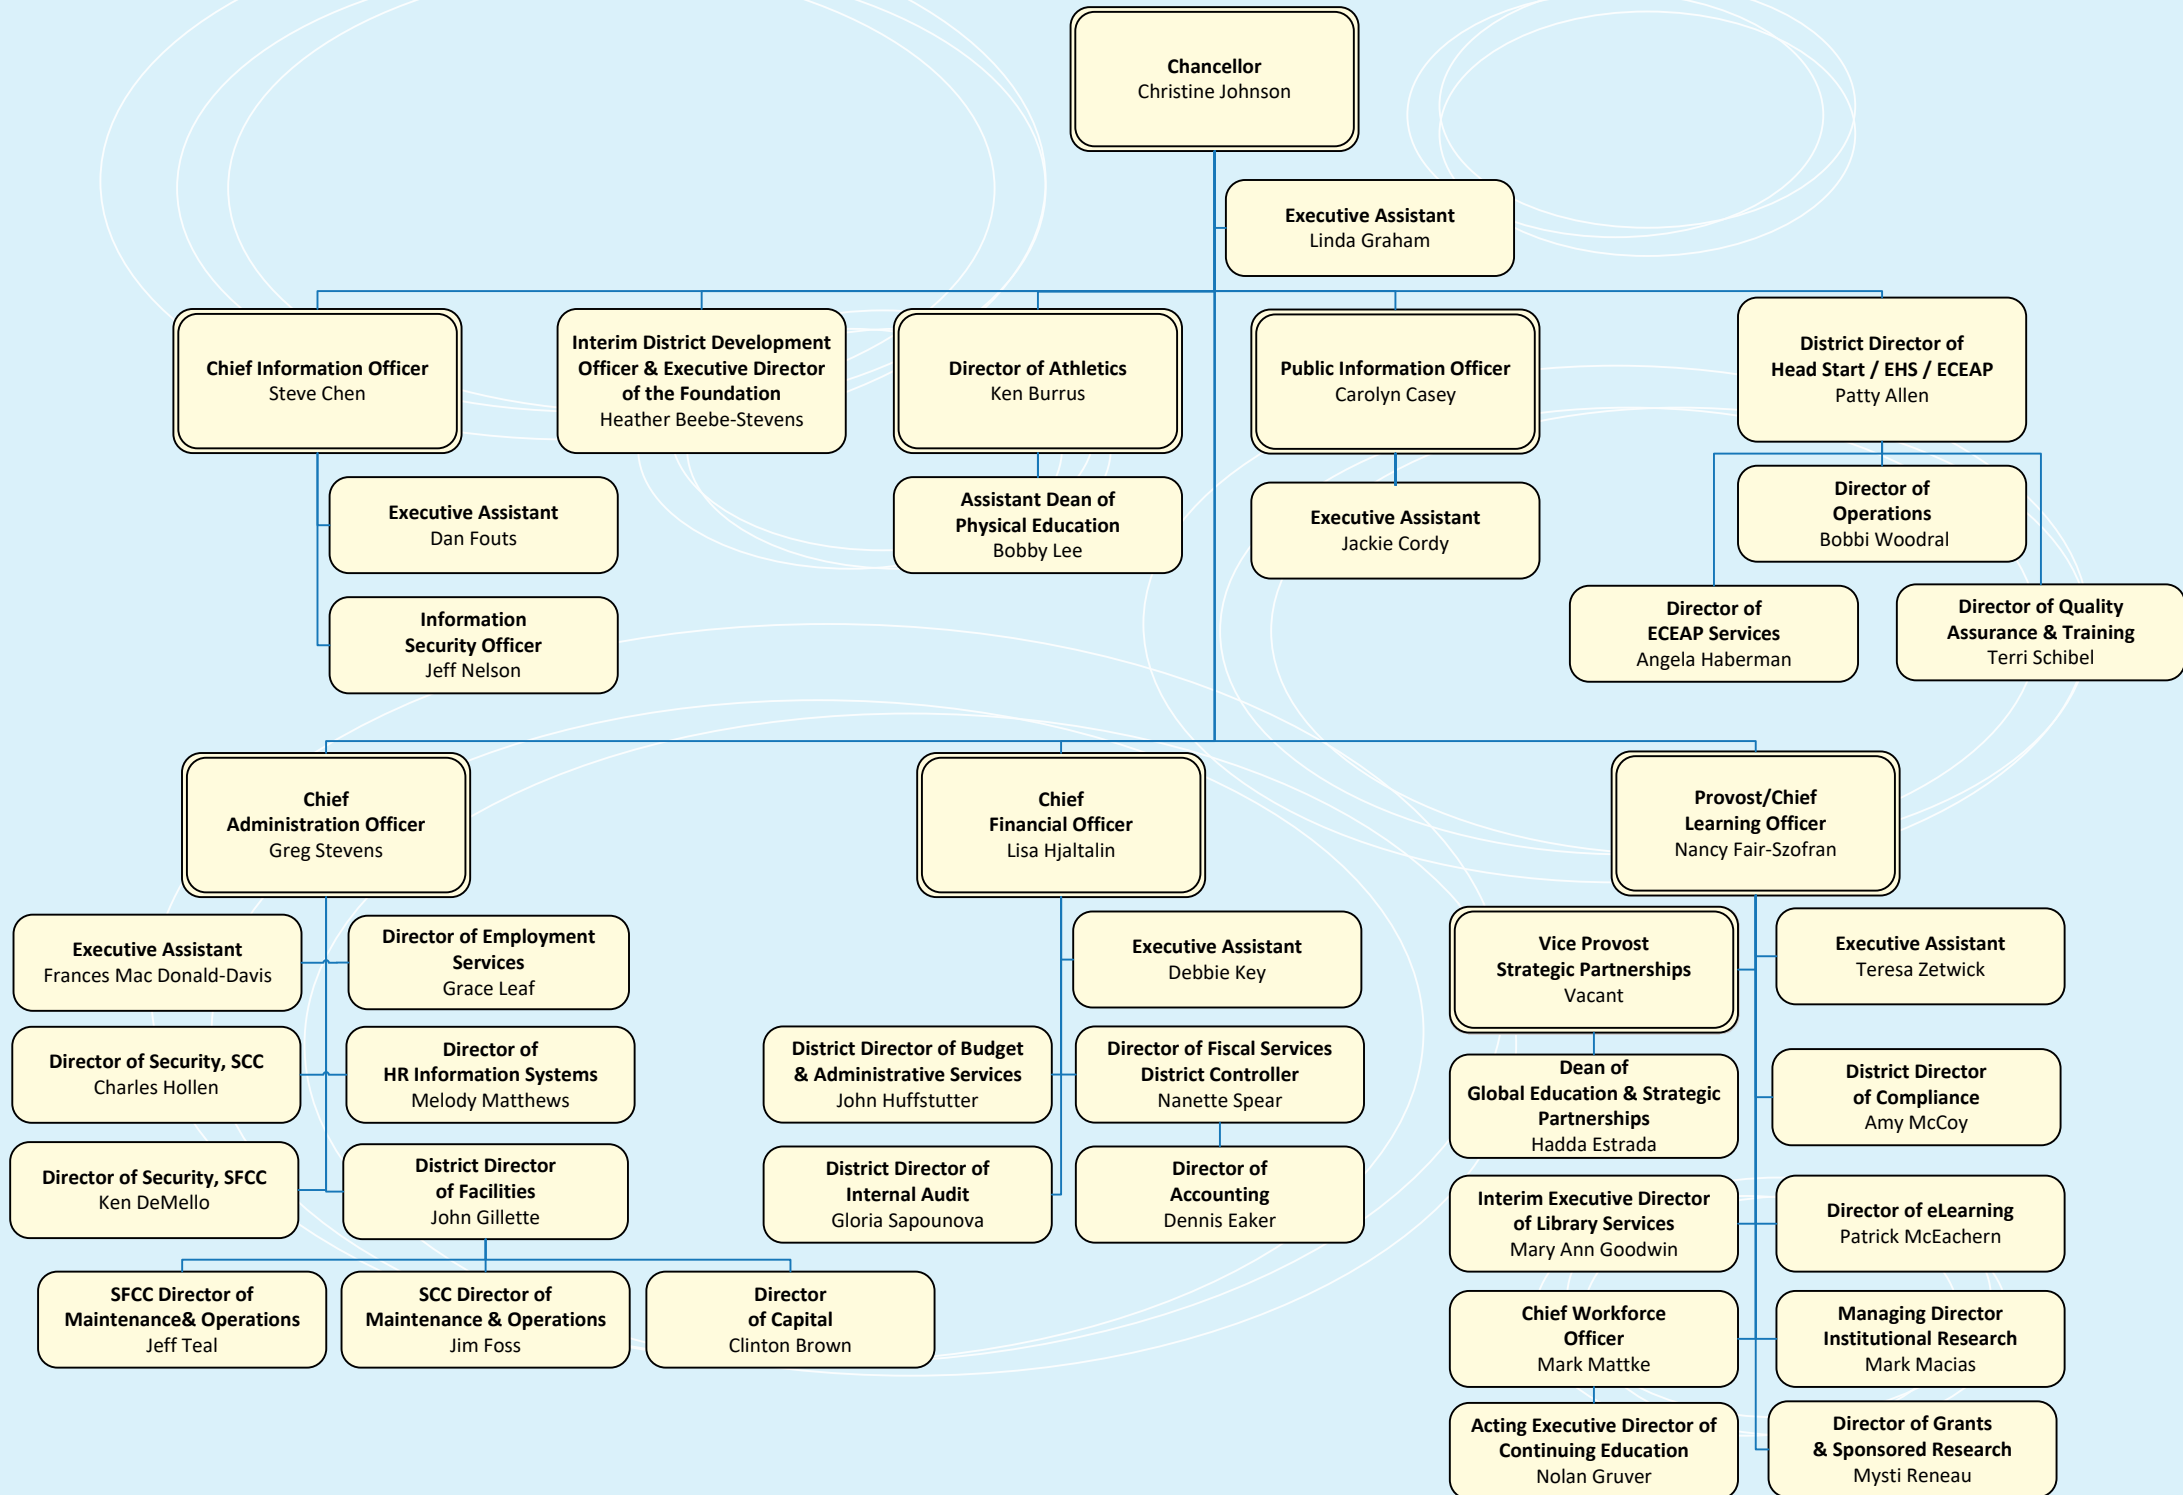 Chancellor
Christine Johnson
Executive Assistant
Linda Graham
Chief Information Officer
Steve Chen
Interim District Development
Officer & Executive Director
of the Foundation
Heather Beebe-Stevens
Director of Athletics
Ken Burrus
Public Information Officer
Carolyn Casey
District Director of
Head Start / EHS / ECEAP
Patty Allen
Executive Assistant
Dan Fouts
Assistant Dean of
Physical Education
Bobby Lee
Executive Assistant
Jackie Cordy
Director of
Operations
Bobbi Woodral
Information
Security Officer
Jeff Nelson
Director of
ECEAP Services
Angela Haberman
Director of Quality
Assurance & Training
Terri Schibel
Chief
Administration Officer
Greg Stevens
Chief
Financial Officer
Lisa Hjaltalin
Provost/Chief
Learning Officer
Nancy Fair-Szofran
Executive Assistant
Frances Mac Donald-Davis
Director of Employment
Services
Grace Leaf
Executive Assistant
Debbie Key
Vice Provost
Strategic Partnerships
Vacant
Executive Assistant
Teresa Zetwick
Director of Security, SCC
Charles Hollen
Director of
HR Information Systems
Melody Matthews
District Director of Budget
& Administrative Services
John Huffstutter
Director of Fiscal Services
District Controller
Nanette Spear
Dean of
Global Education & Strategic
Partnerships
Hadda Estrada
District Director
of Compliance
Amy McCoy
Director of Security, SFCC
Ken DeMello
District Director
of Facilities
John Gillette
District Director of
Internal Audit
Gloria Sapounova
Director of
Accounting
Dennis Eaker
Interim Executive Director
of Library Services
Mary Ann Goodwin
Director of eLearning
Patrick McEachern
SFCC Director of
Maintenance& Operations
Jeff Teal
SCC Director of
Maintenance & Operations
Jim Foss
Director
of Capital
Clinton Brown
Chief Workforce
Officer
Mark Mattke
Managing Director
Institutional Research
Mark Macias
Acting Executive Director of
Continuing Education
Nolan Gruver
Director of Grants
& Sponsored Research
Mysti Reneau